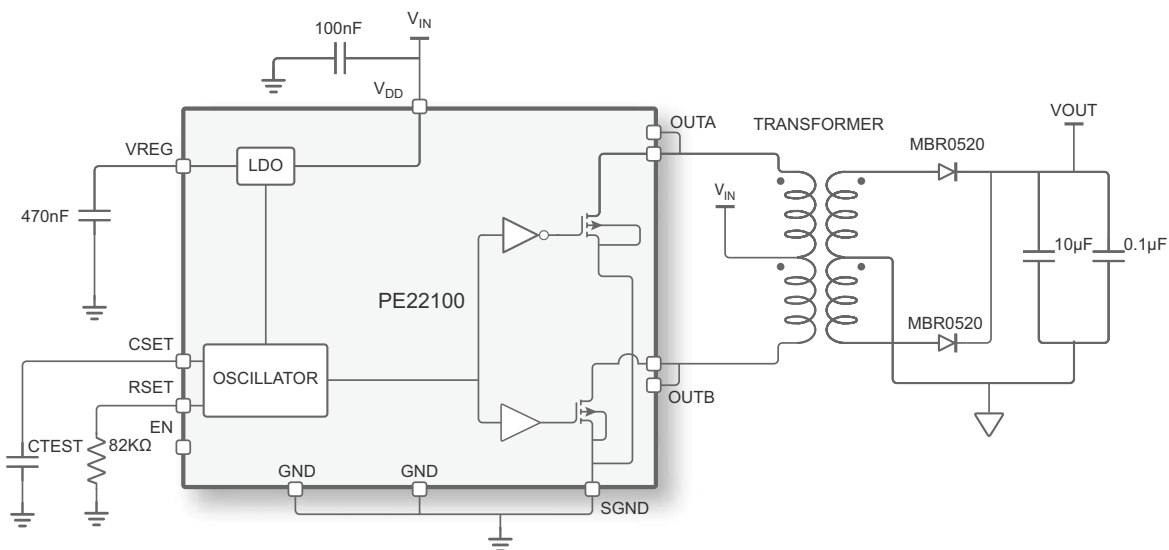 100nF
V_IN
V_DD
VREG
LDO
470nF
PE22100
CSET
RSET
OSCILLATOR
EN
CTEST
82KΩ
GND
GND
SGND
OUTA
TRANSFORMER
V_IN
OUTB
MBR0520
MBR0520
VOUT
10µF
0.1µF